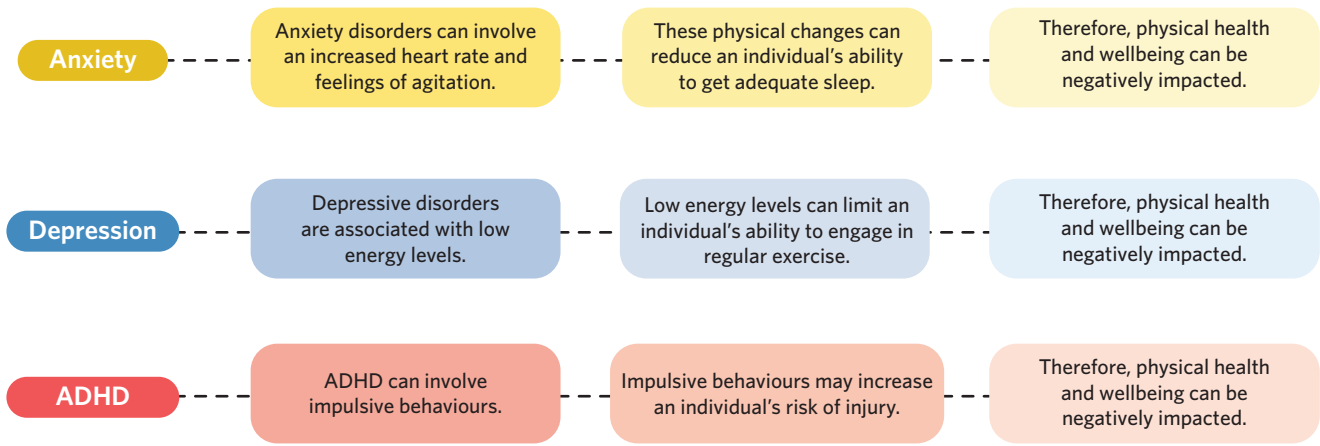 Anxiety
Anxiety disorders can involve
an increased heart rate and
feelings of agitation.
These physical changes can
reduce an individual's ability
to get adequate sleep.
Therefore, physical health
and wellbeing can be
negatively impacted.
Depression
Depressive disorders
are associated with low
energy levels.
Low energy levels can limit an
individual's ability to engage in
regular exercise.
Therefore, physical health
and wellbeing can be
negatively impacted.
ADHD
ADHD can involve
impulsive behaviours.
Impulsive behaviours may increase
an individual's risk of injury.
Therefore, physical health
and wellbeing can be
negatively impacted.